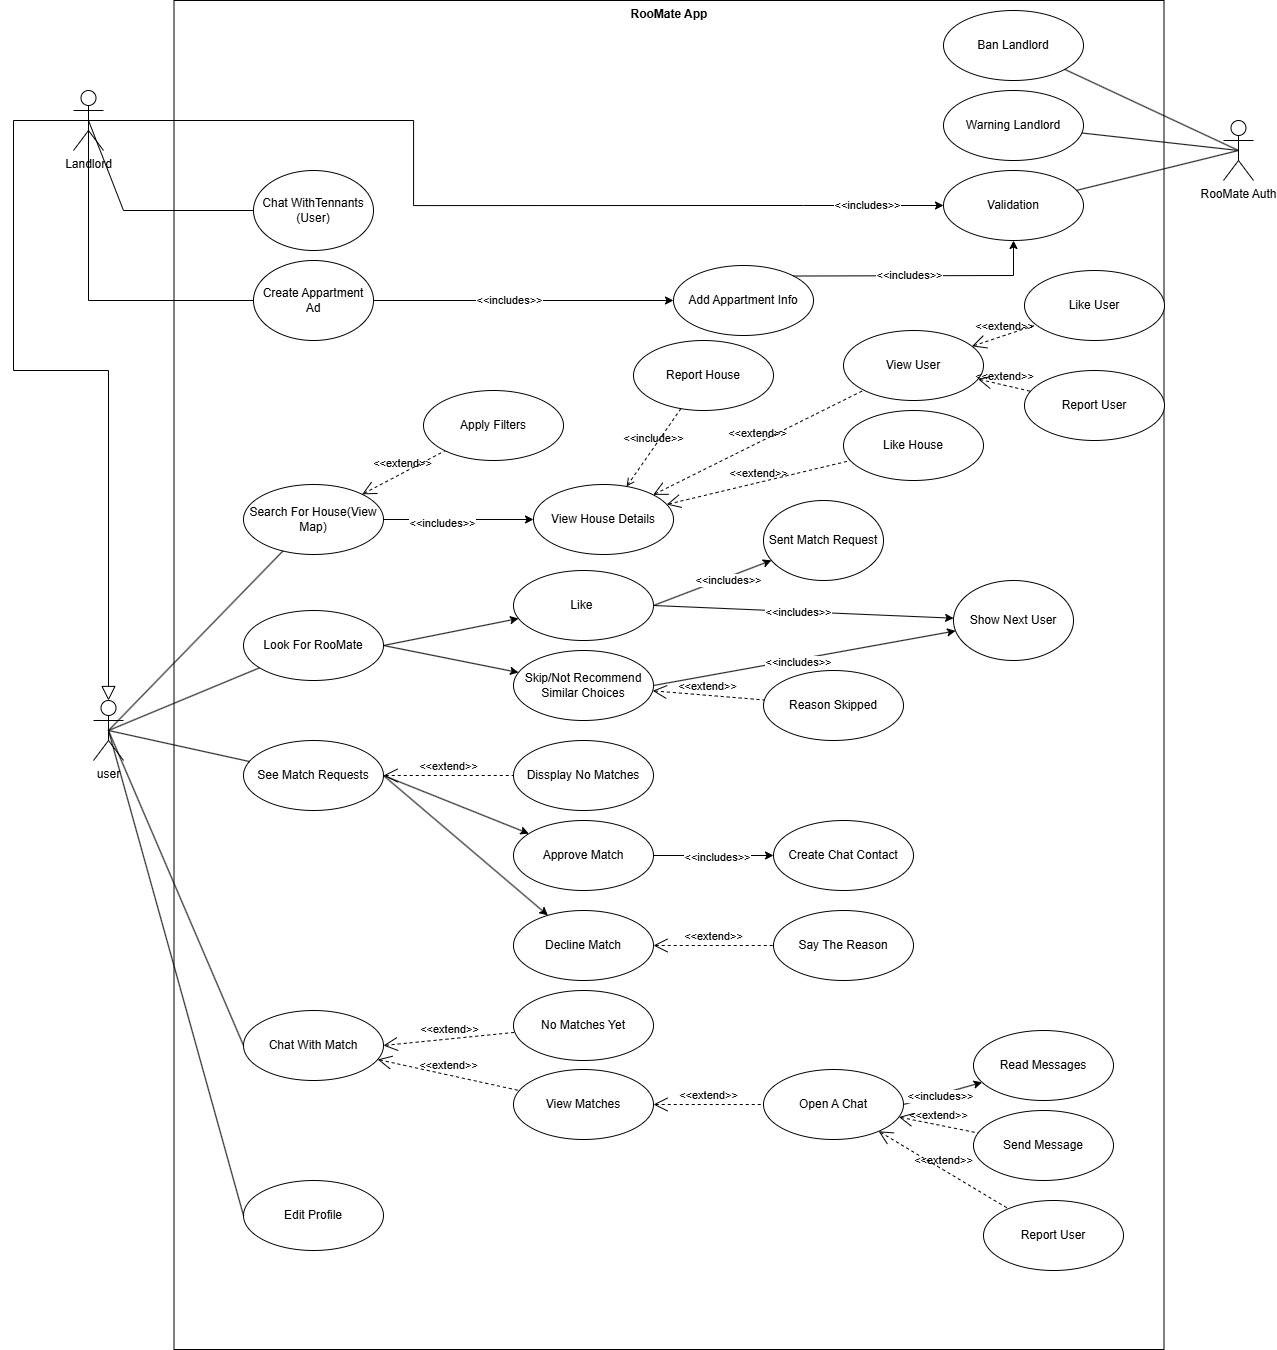 RooMate App
Ban Landlord
Warning Landlord
Landlord
RooMate Auth
Chat WithTennants
(User)
<<includes>>
Validation
<<includes>>
Create Appartment
Ad
<<includes>>
Add Appartment Info
Like User
<<extend>>
View User
Report House
<<extend>>
Report User
Apply Filters
<<include>>
<<extend>>
Like House
<<extend>>
<<extend>>
Search For House(View
Map)
<<includes>>
View House Details
Sent Match Request
<<includes>>
Like
<<includes>>
Show Next User
Look For RooMate
<<includes>>
Skip/Not Recommend
Similar Choices
<<extend>>
Reason Skipped
user
See Match Requests
<<extend>>
Dissplay No Matches
Approve Match
<<includes>>
Create Chat Contact
Decline Match
<<extend>>
Say The Reason
Chat With Match
<<extend>>
No Matches Yet
<<extend>>
View Matches
<<extend>>
Open A Chat
Read Messages
<<includes>>
<<extend>>
Send Message
<<extend>>
Report User
Edit Profile